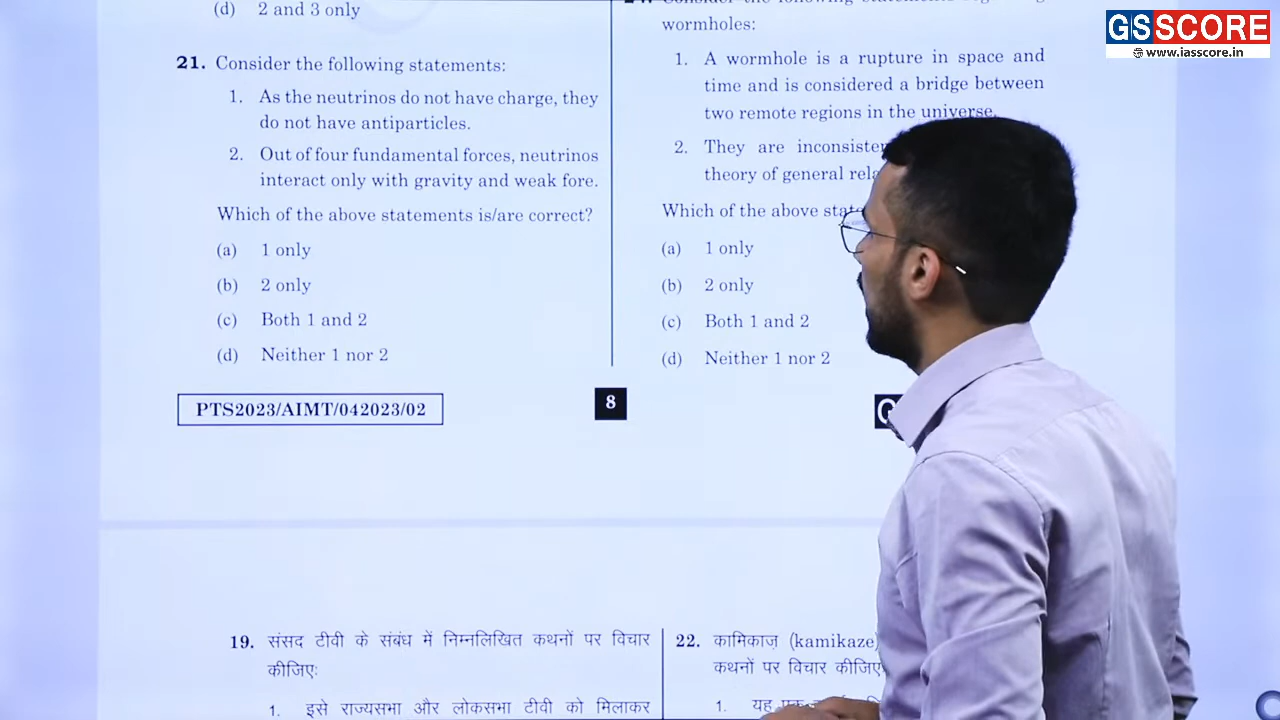 (d) 2 and 3 only
21. Consider the following statements:
1. As the neutrinos do not have charge, they
do not have antiparticles.
2. Out of four fundamental forces, neutrinos
interact only with gravity and weak fore.
Which of the above statements is/are correct?
(a) 1 only
(b) 2 only
(c) Both 1 and 2
(d) Neither 1 nor 2
wormholes:
1. A wormhole is a rupture in space and
time and is considered a bridge between
two remote regions in the universe.
2. They are
theory of general
Which of the above
(a) 1 only
(b) 2 only
(c) Both 1 and 2
(d) Neither 1 nor 2
PTS2023/AIMT/042023/02
8
19. संसद टीवी के संबंध में निम्नलिखित कथनों पर विचार
कीजिएः
1. इसे राज्यसभा और लोकसभा टीवी को मिलाकर
22. कामिकाज़ (kamikaze)
कथनों पर विचार
1. यह एक
GSSCORE
www.iasscore.in